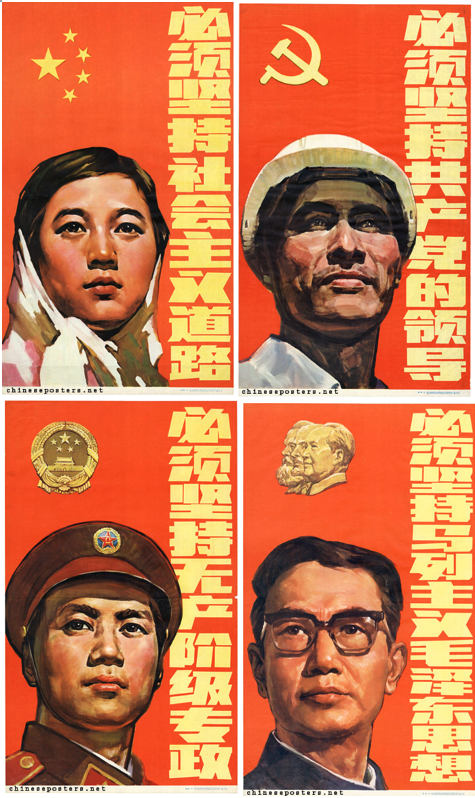 必须坚持社会主义道路
chineseposters.net
必须坚持共产党的领导
chineseposters.net
必须坚持无产阶级专政
chineseposters.net
必须坚持马列主义毛泽东思想
chineseposters.net